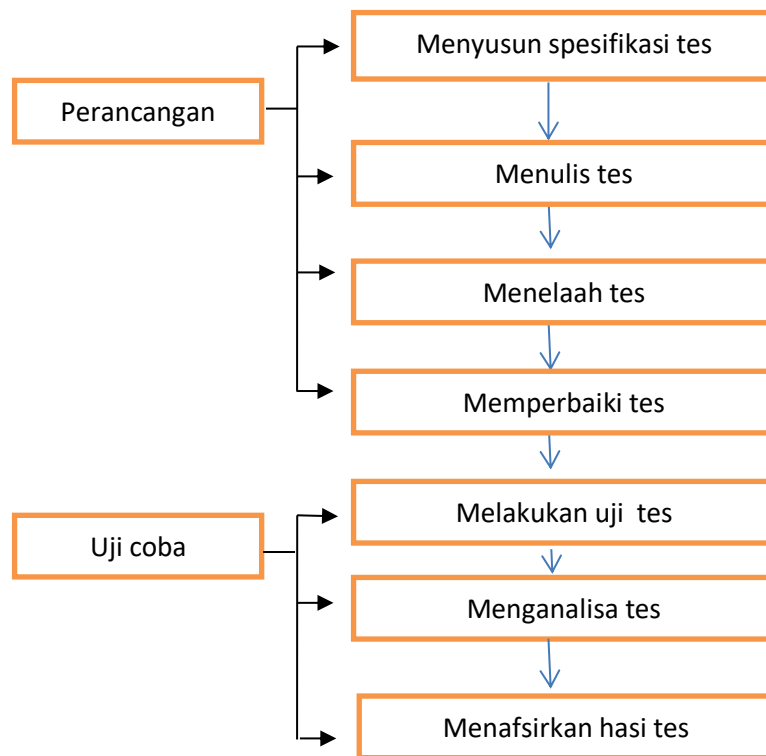 Menyusun spesifikasi tes
Perancangan
Menulis tes
Menelaah tes
Memperbaiki tes
Melakukan uji tes
Uji coba
Menganalisa tes
Menafsirkan hasi tes